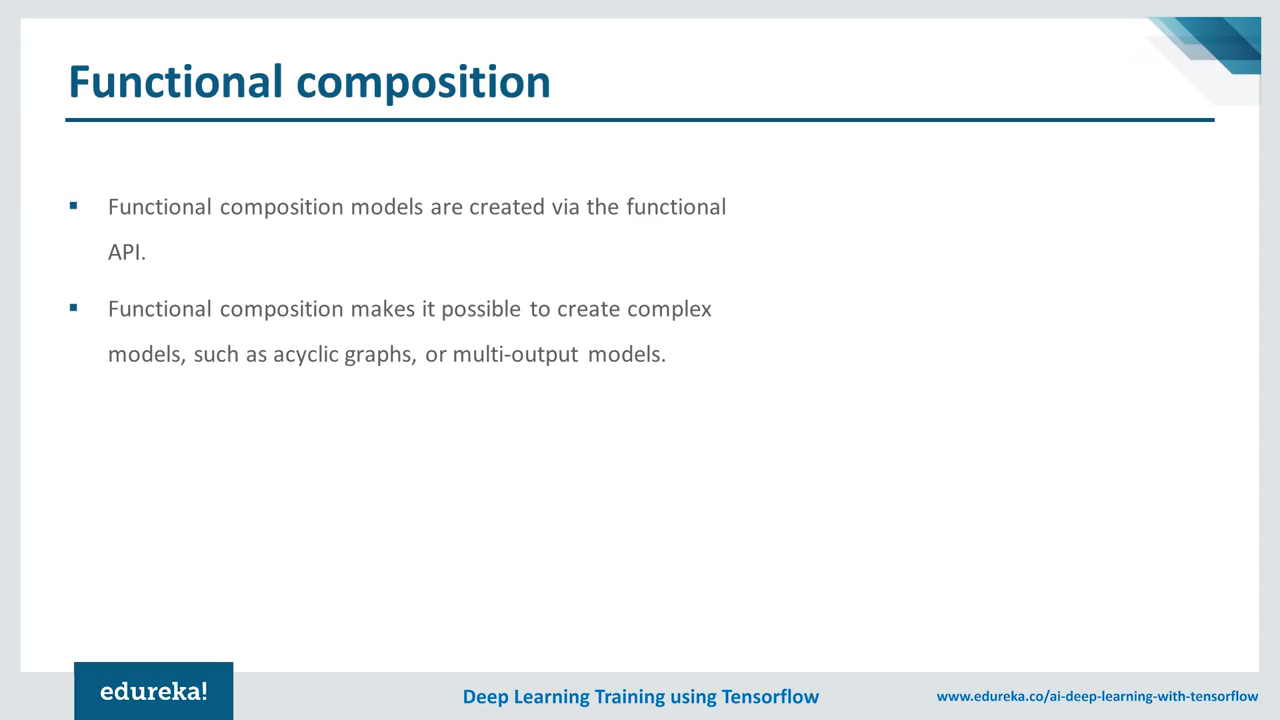 Functional composition
▪ Functional composition models are created via the functional
API.
▪ Functional composition makes it possible to create complex
models, such as acyclic graphs, or multi-output models.
edureka!
Deep Learning Training using Tensorflow
www.edureka.co/ai-deep-learning-with-tensorflow